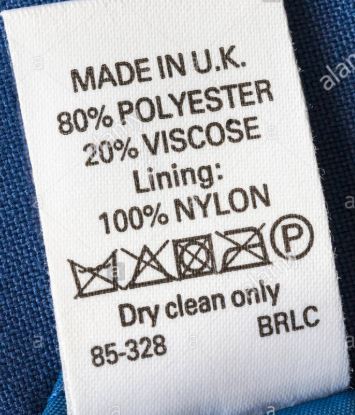 MADE IN U.K.
80% POLYESTER
20% VISCOSE
Lining:
100% NYLON
P
Dry clean only
85-328 BRLC